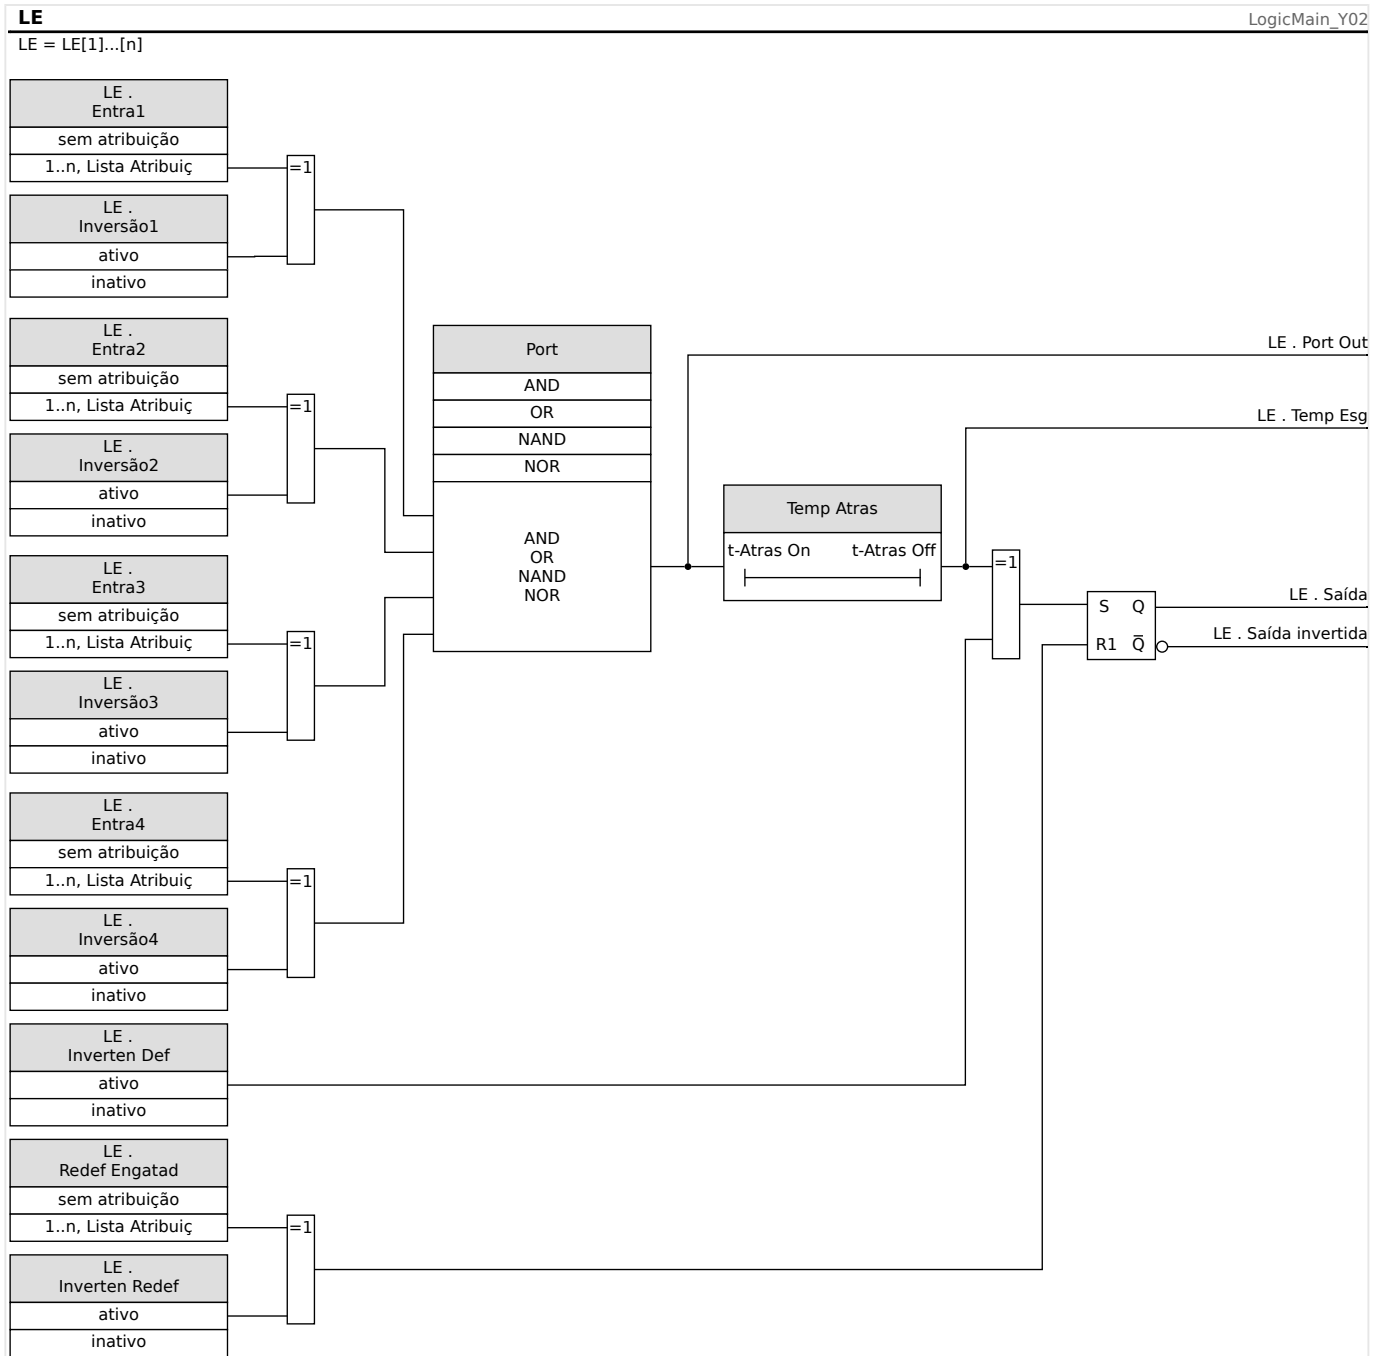 LE
LogicMain_Y02
LE = LE[1]...[n]
LE .
Entra1
sem atribuição
1..n, Lista Atribuiç
=1
LE .
Inversão1
ativo
inativo
LE .
Entra2
sem atribuição
1..n, Lista Atribuiç
=1
LE .
Inversão2
ativo
inativo
LE .
Entra3
sem atribuição
1..n, Lista Atribuiç
=1
LE .
Inversão3
ativo
inativo
LE .
Entra4
sem atribuição
1..n, Lista Atribuiç
=1
LE .
Inversão4
ativo
inativo
LE .
Inverten Def
ativo
inativo
LE .
Redef Engatad
sem atribuição
1..n, Lista Atribuiç
=1
LE .
Inverten Redef
ativo
inativo
Port
AND
OR
NAND
NOR
AND
OR
NAND
NOR
Temp Atras
t-Atras On t-Atras Off
=1
S Q
R1 Q̅
LE . Port Out
LE . Temp Esg
LE . Saída
LE . Saída invertida